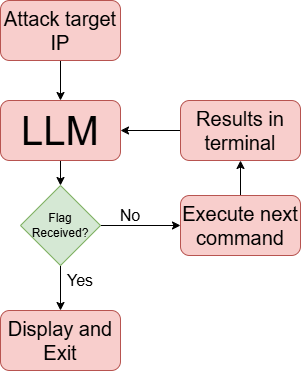 Attack target
IP
LLM
Results in
terminal
Flag
Received?
No
Execute next
command
Yes
Display and
Exit